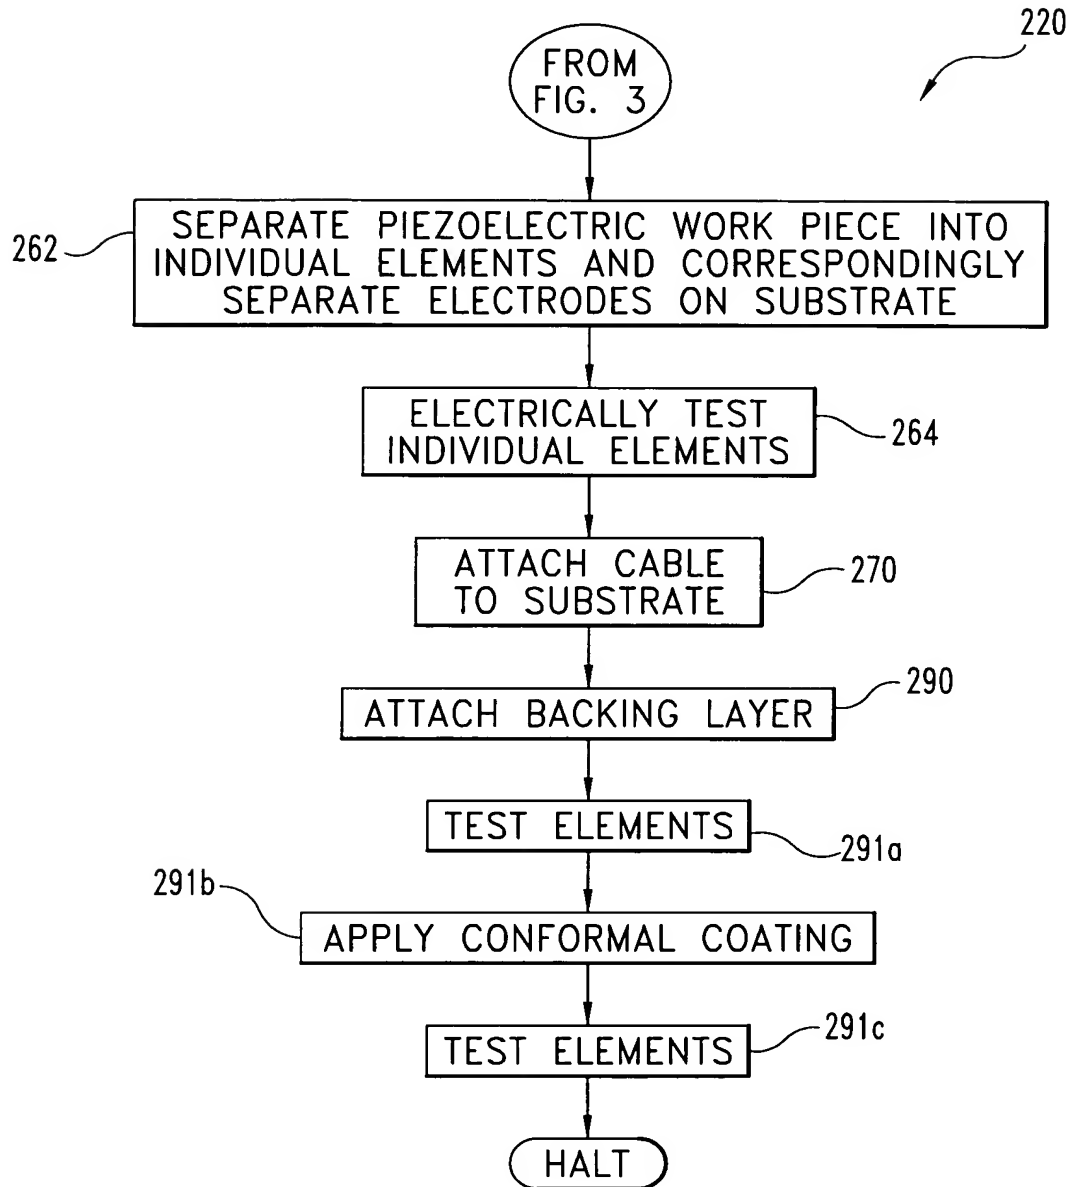 220
FROM
FIG. 3
262
SEPARATE PIEZOELECTRIC WORK PIECE INTO
INDIVIDUAL ELEMENTS AND CORRESPONDINGLY
SEPARATE ELECTRODES ON SUBSTRATE
ELECTRICALLY TEST
INDIVIDUAL ELEMENTS
264
ATTACH CABLE
TO SUBSTRATE
270
290
ATTACH BACKING LAYER
TEST ELEMENTS
291a
291b
APPLY CONFORMAL COATING
291c
TEST ELEMENTS
HALT